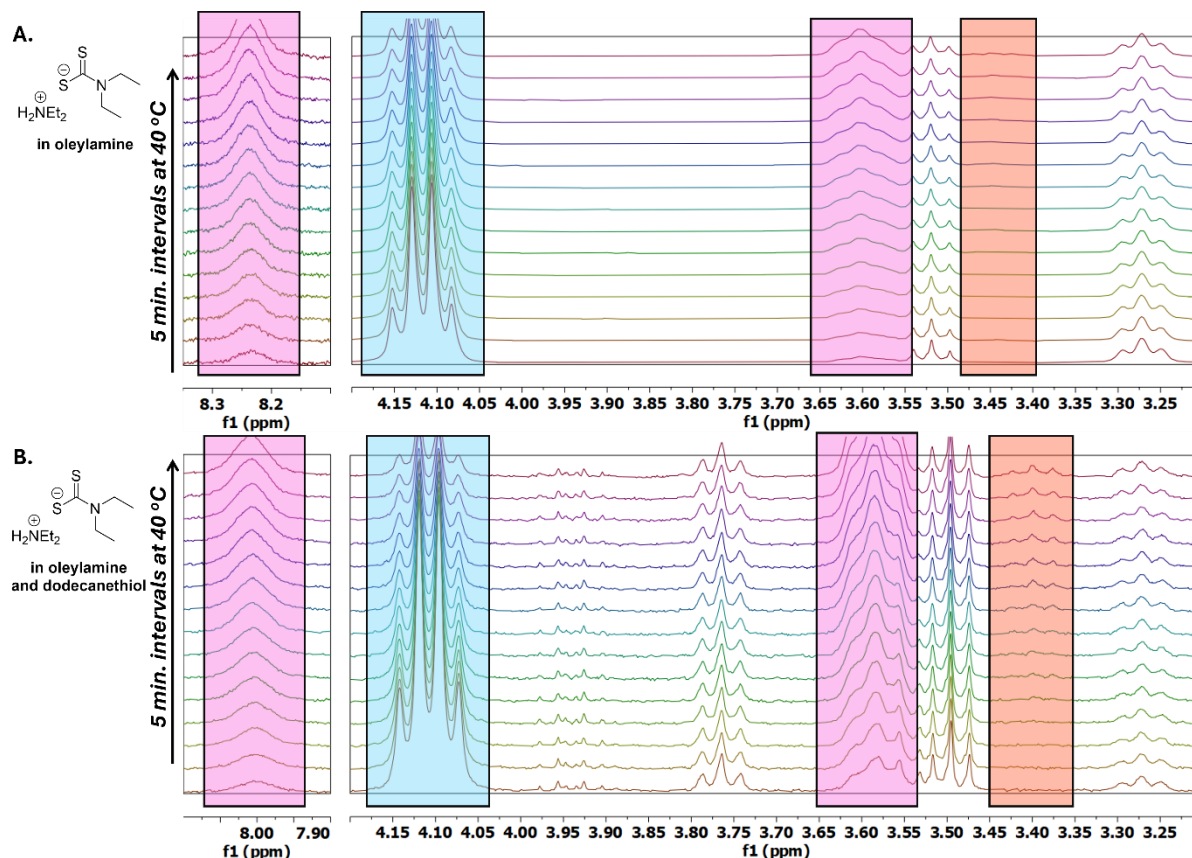 A.
S
⊖
S
N
⊕
H₂NEt₂
in oleylamine
5 min. intervals at 40 °C
8.3 8.2
f1 (ppm)
4.15 4.10 4.05 4.00 3.95 3.90 3.85 3.80 3.75 3.70 3.65 3.60 3.55 3.50 3.45 3.40 3.35 3.30 3.25
f1 (ppm)
B.
S
⊖
S
N
⊕
H₂NEt₂
in oleylamine
and dodecanethiol
5 min. intervals at 40 °C
8.00 7.90
f1 (ppm)
4.15 4.10 4.05 4.00 3.95 3.90 3.85 3.80 3.75 3.70 3.65 3.60 3.55 3.50 3.45 3.40 3.35 3.30 3.25
f1 (ppm)